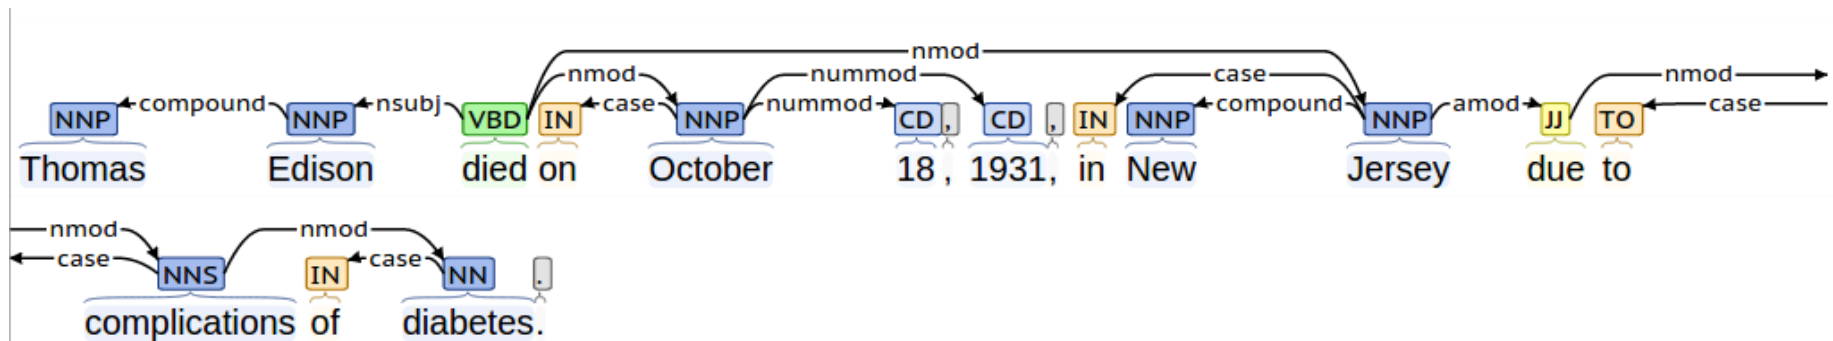 nmod
nmod nummod case nmod
compound nsubj case nummod compound amod case
NNP NNP VBD IN NNP CD , CD , IN NNP NNP JJ TO
Thomas Edison died on October 18 , 1931, in New Jersey due to
nmod nmod
case case
NNS IN NN .
complications of diabetes.